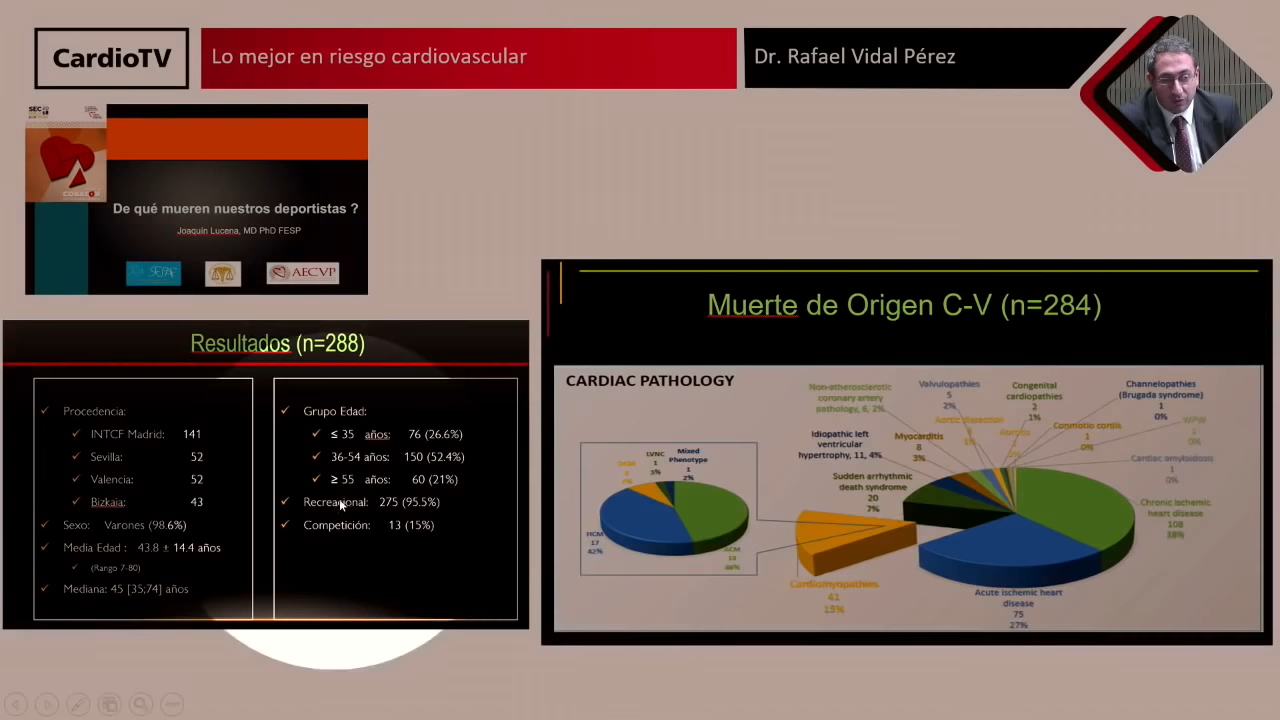 CardioTV
Lo mejor en riesgo cardiovascular
Dr. Rafael Vidal Pérez
De qué mueren nuestros deportistas ?
Joaquín Lucena, MD PhD FESP
AECVP
Resultados (n=288)
Procedencia:
INTCF Madrid: 141
Sevilla: 52
Valencia: 52
Bizkaia: 43
Sexo: Varones (98.6%)
Media Edad : 43.8 ± 14.4 años
(Rango 7-80)
Mediana: 45 [35;74] años
Grupo Edad:
≤ 35 años: 76 (26.6%)
36-54 años: 150 (52.4%)
≥ 55 años: 60 (21%)
Recreacional: 275 (95.5%)
Competición: 13 (15%)
Muerte de Origen C-V (n=284)
CARDIAC PATHOLOGY
Non-atherosclerotic
coronary artery
pathology, 6, 2%
Valvulopathies
5
2%
Congenital
cardiopathies
2
1%
Channelopathies
(Brugada syndrome)
1
0%
Aortic dissection
Commotio cordis
1
0%
WPW
1
0%
Idiopathic left
ventricular
hypertrophy, 11, 4%
Myocarditis
8
3%
Cardiac amyloidosis
1
0%
Sudden arrhythmic
death syndrome
20
7%
Chronic ischemic
heart disease
108
38%
LVNC
1
3%
Mixed
Phenotype
1
2%
HCM
17
42%
Cardiomyopathies
41
15%
Acute ischemic heart
disease
75
27%